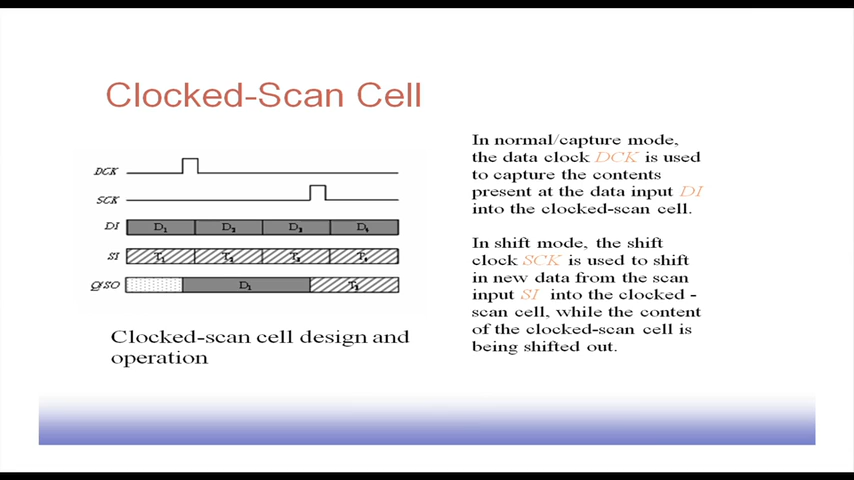 Clocked-Scan Cell
DCK
SCK
DI D₁ D₂ D₃ D₄
SI T₁ T₂ T₃ T₄
Q/SO D₁ T₃
Clocked-scan cell design and
operation
In normal/capture mode,
the data clock DCK is used
to capture the contents
present at the data input DI
into the clocked-scan cell.
In shift mode, the shift
clock SCK is used to shift
in new data from the scan
input SI into the clocked -
scan cell, while the content
of the clocked-scan cell is
being shifted out.